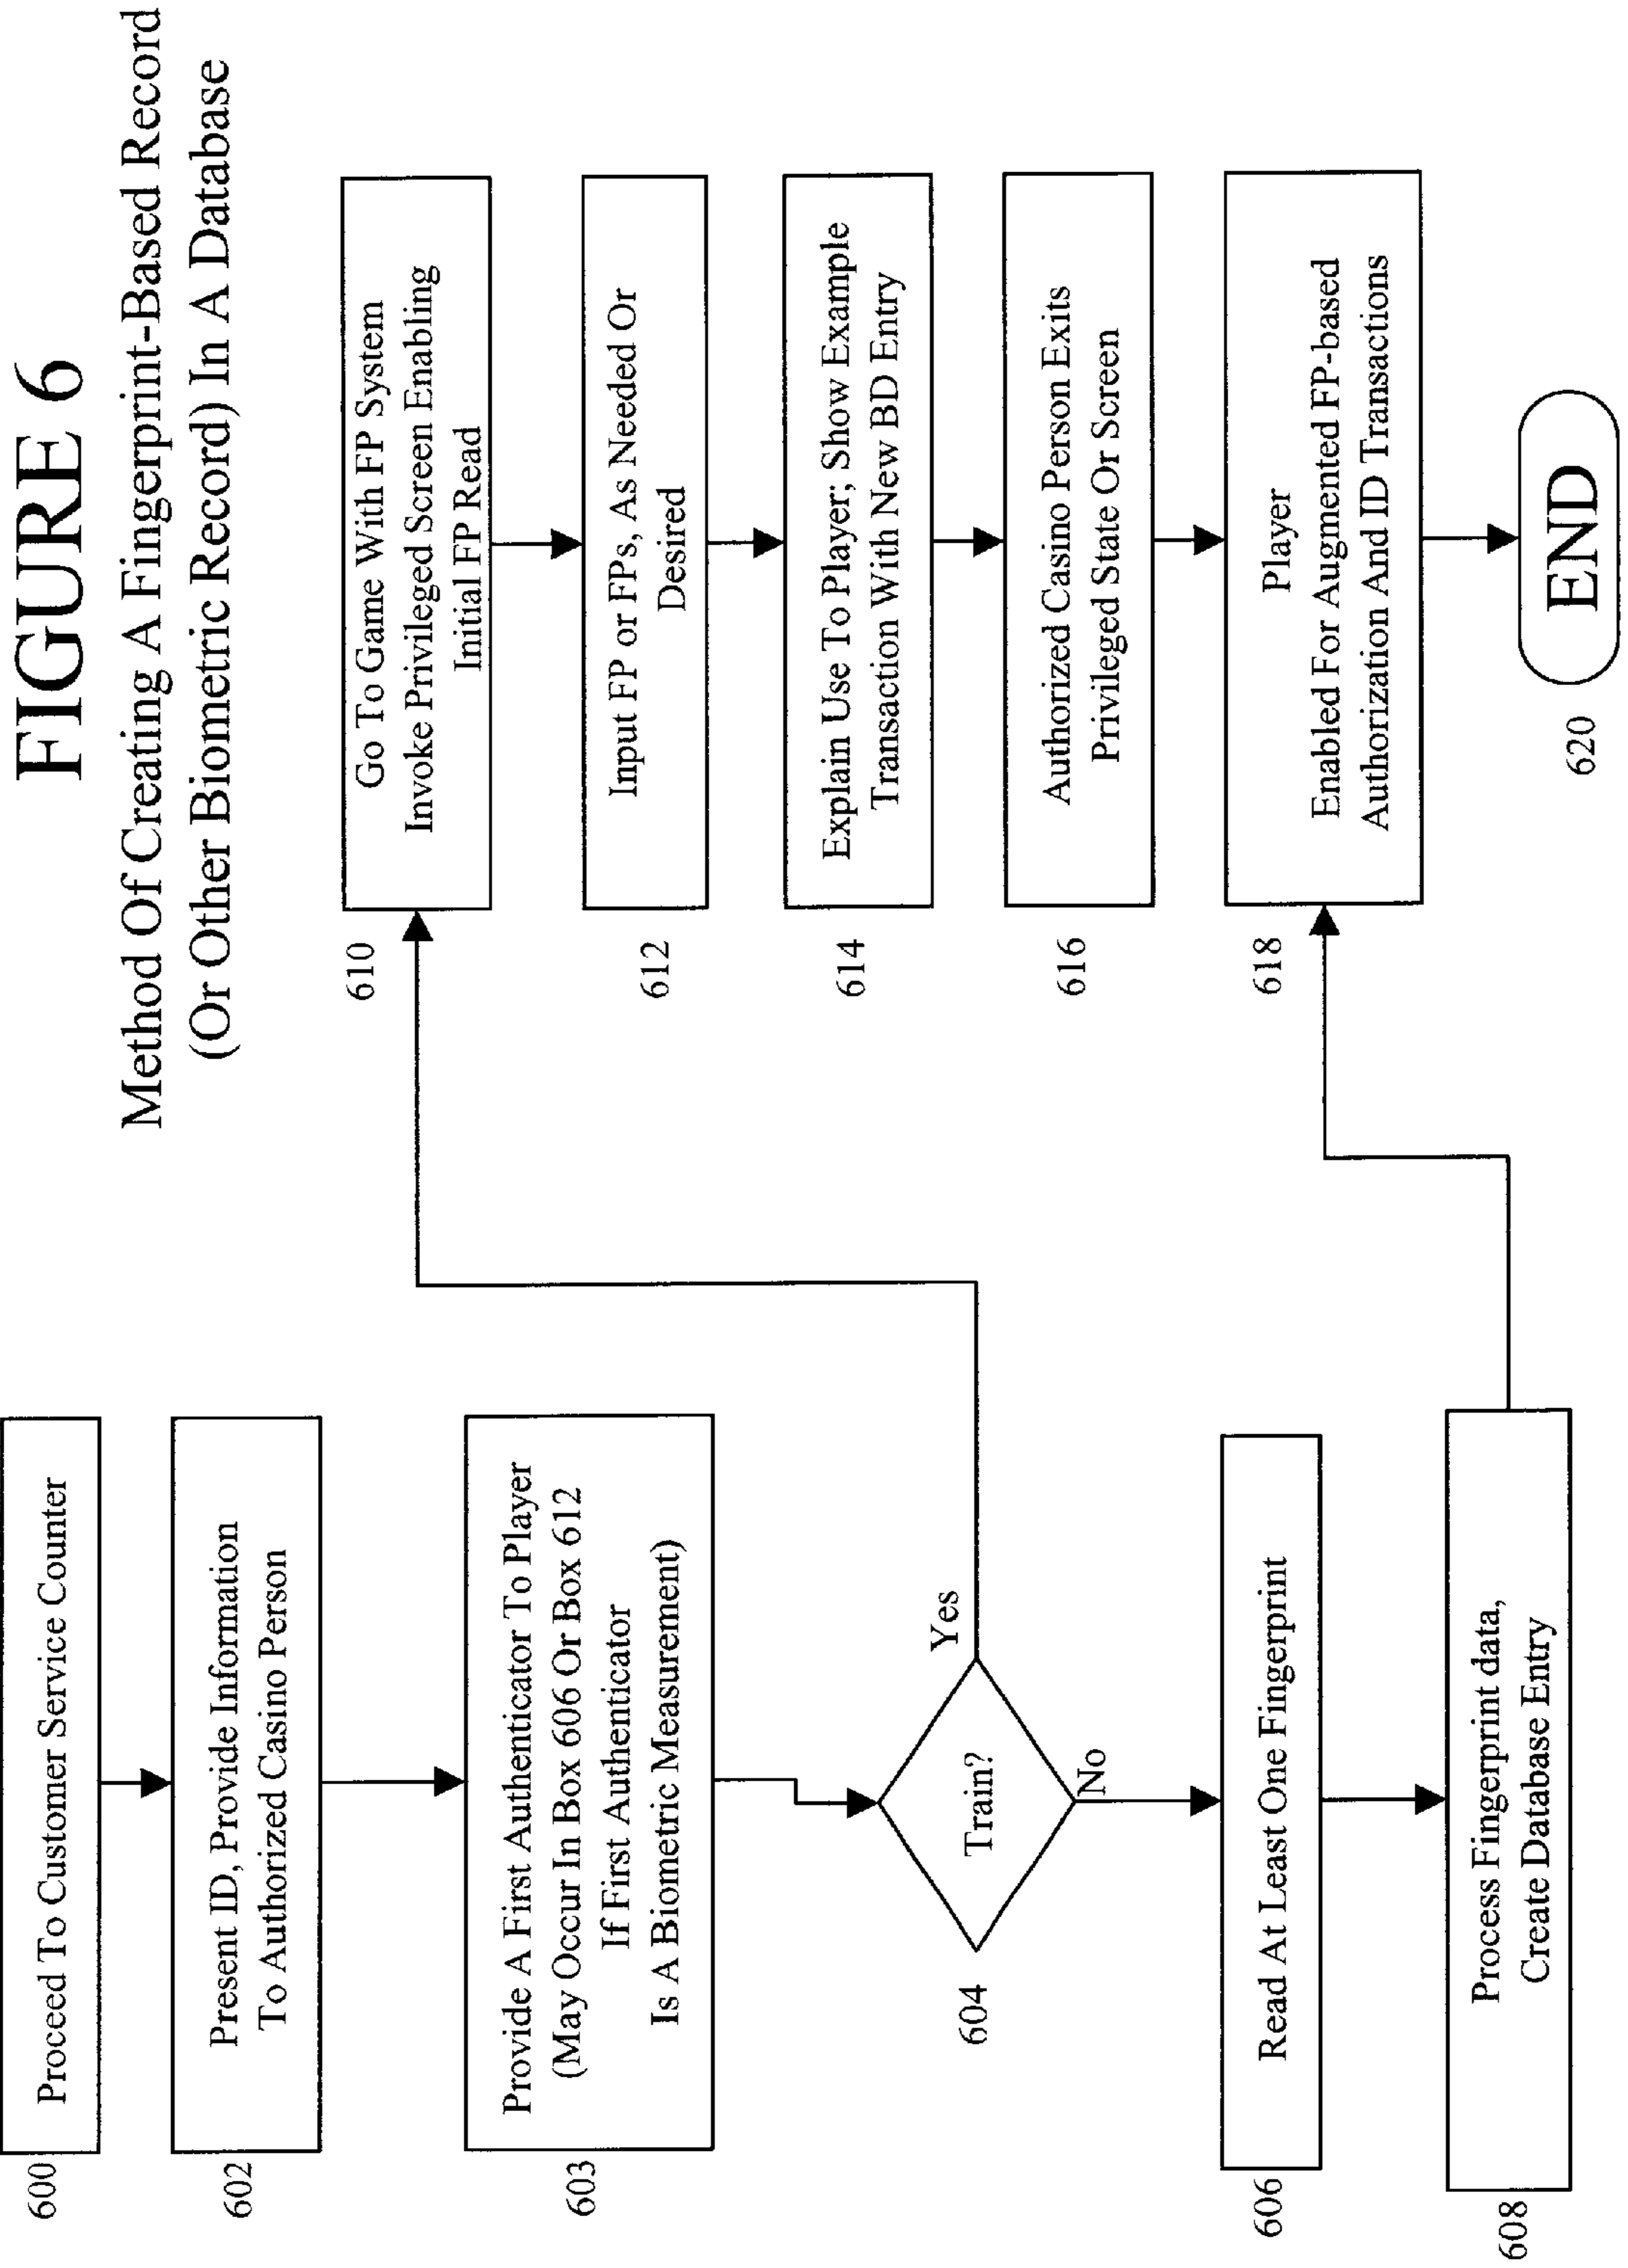 FIGURE 6
Method Of Creating A Fingerprint-Based Record
(Or Other Biometric Record) In A Database
600
Proceed To Customer Service Counter
602
Present ID, Provide Information
To Authorized Casino Person
603
Provide A First Authenticator To Player
(May Occur In Box 606 Or Box 612
If First Authenticator
Is A Biometric Measurement)
604
Train?
Yes
No
606
Read At Least One Fingerprint
608
Process Fingerprint data,
Create Database Entry
610
Go To Game With FP System
Invoke Privileged Screen Enabling
Initial FP Read
612
Input FP or FPs, As Needed Or
Desired
614
Explain Use To Player; Show Example
Transaction With New BD Entry
616
Authorized Casino Person Exits
Privileged State Or Screen
618
Player
Enabled For Augmented FP-based
Authorization And ID Transactions
620
END